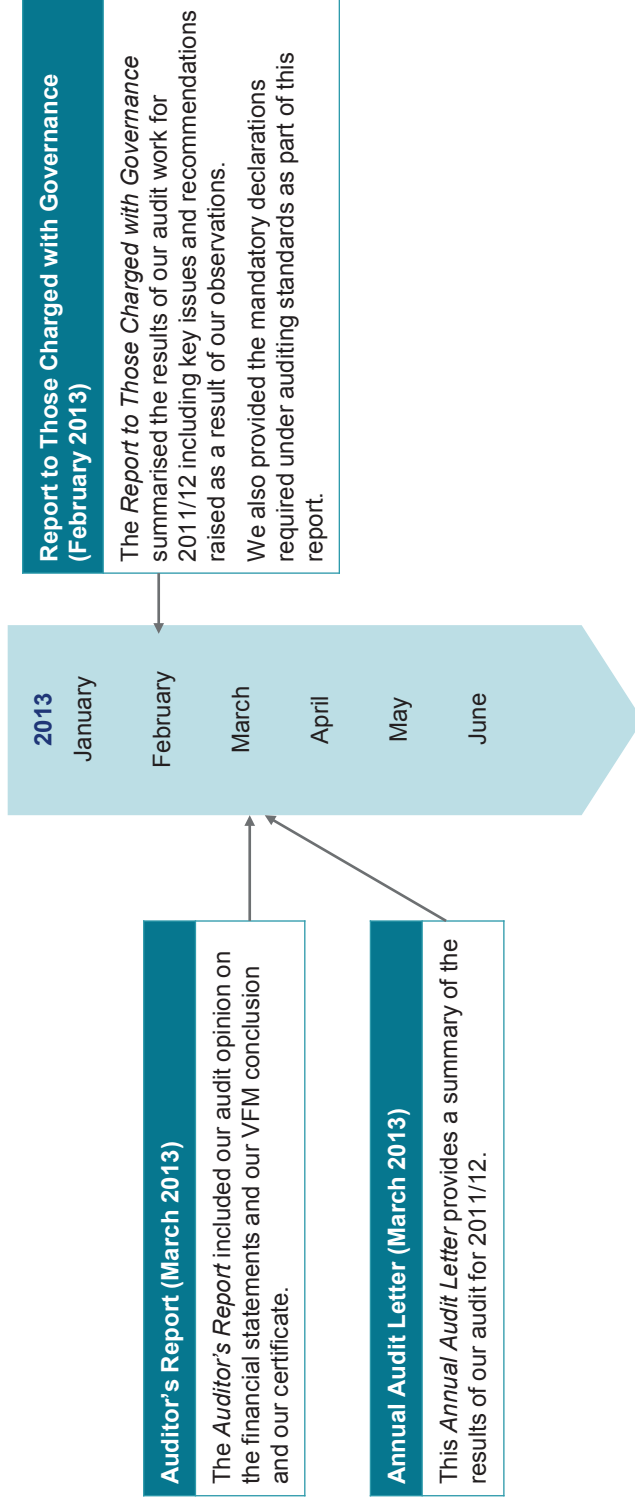 Report to Those Charged with Governance
(February 2013)
The Report to Those Charged with Governance
summarised the results of our audit work for
2011/12 including key issues and recommendations
raised as a result of our observations.
We also provided the mandatory declarations
required under auditing standards as part of this
report.
2013
January
February
March
April
May
June
Auditor’s Report (March 2013)
The Auditor’s Report included our audit opinion on
the financial statements and our VFM conclusion
and our certificate.
Annual Audit Letter (March 2013)
This Annual Audit Letter provides a summary of the
results of our audit for 2011/12.